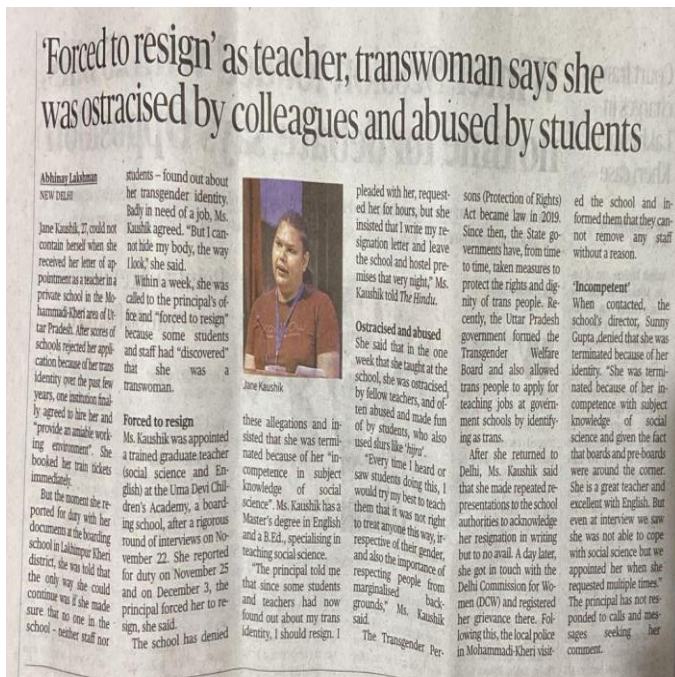 'Forced to resign' as teacher, transwoman says she
was ostracised by colleagues and abused by students
Abhinay Lakshman
NEW DELHI
Jane Kaushik, 27, could not
contain herself when she
received her letter of ap-
pointment as a teacher in a
private school in the Mo-
hammadi-Kheri area of Ut-
tar Pradesh. After scores of
schools rejected her appli-
cation because of her trans
identity over the past few
years, one institution final-
ly agreed to hire her and
"provide an amiable work-
ing environment". She
booked her train tickets
immediately.
But the moment she re-
ported for duty with her
documents at the boarding
school in Lakhimpur Kheri
district, she was told that
the only way she could
continue was if she made
sure that no one in the
school – neither staff nor
students – found out about
her transgender identity.
Badly in need of a job, Ms.
Kaushik agreed. "But I can-
not hide my body, the way
I look," she said.
Within a week, she was
called to the principal's of-
fice and "forced to resign"
because some students
and staff had "discovered"
that she was a
transwoman.
Forced to resign
Ms. Kaushik was appointed
a trained graduate teacher
(social science and En-
glish) at the Uma Devi Chil-
dren's Academy, a board-
ing school, after a rigorous
round of interviews on No-
vember 22. She reported
for duty on November 25
and on December 3, the
principal forced her to re-
sign, she said.
The school has denied
Jane Kaushik
these allegations and in-
sisted that she was termi-
nated because of her "in-
competence in subject
knowledge of social
science". Ms. Kaushik has a
Master's degree in English
and a B.Ed., specialising in
teaching social science.
"The principal told me
that since some students
and teachers had now
found out about my trans
identity, I should resign. I
pleaded with her, request-
ed her for hours, but she
insisted that I write my re-
signation letter and leave
the school and hostel pre-
mises that very night," Ms.
Kaushik told The Hindu.
Ostracised and abused
She said that in the one
week that she taught at the
school, she was ostracised
by fellow teachers, and of-
ten abused and made fun
of by students, who also
used slurs like 'hijra'.
"Every time I heard or
saw students doing this, I
would try my best to teach
them that it was not right
to treat anyone this way, ir-
respective of their gender,
and also the importance of
respecting people from
marginalised back-
grounds," Ms. Kaushik
said.
The Transgender Per-
sons (Protection of Rights)
Act became law in 2019.
Since then, the State go-
vernments have, from time
to time, taken measures to
protect the rights and dig-
nity of trans people. Re-
cently, the Uttar Pradesh
government formed the
Transgender Welfare
Board and also allowed
trans people to apply for
teaching jobs at govern-
ment schools by identify-
ing as trans.
After she returned to
Delhi, Ms. Kaushik said
that she made repeated re-
presentations to the school
authorities to acknowledge
her resignation in writing
but to no avail. A day later,
she got in touch with the
Delhi Commission for Wo-
men (DCW) and registered
her grievance there. Fol-
lowing this, the local police
in Mohammadi-Kheri visit-
ed the school and in-
formed them that they can-
not remove any staff
without a reason.
'Incompetent'
When contacted, the
school's director, Sunny
Gupta, denied that she was
terminated because of her
identity. "She was termi-
nated because of her in-
competence with subject
knowledge of social
science and given the fact
that boards and pre-boards
were around the corner.
She is a great teacher and
excellent with English. But
even at interview we saw
she was not able to cope
with social science but we
appointed her when she
requested multiple times."
The principal has not res-
ponded to calls and mes-
sages seeking her
comment.